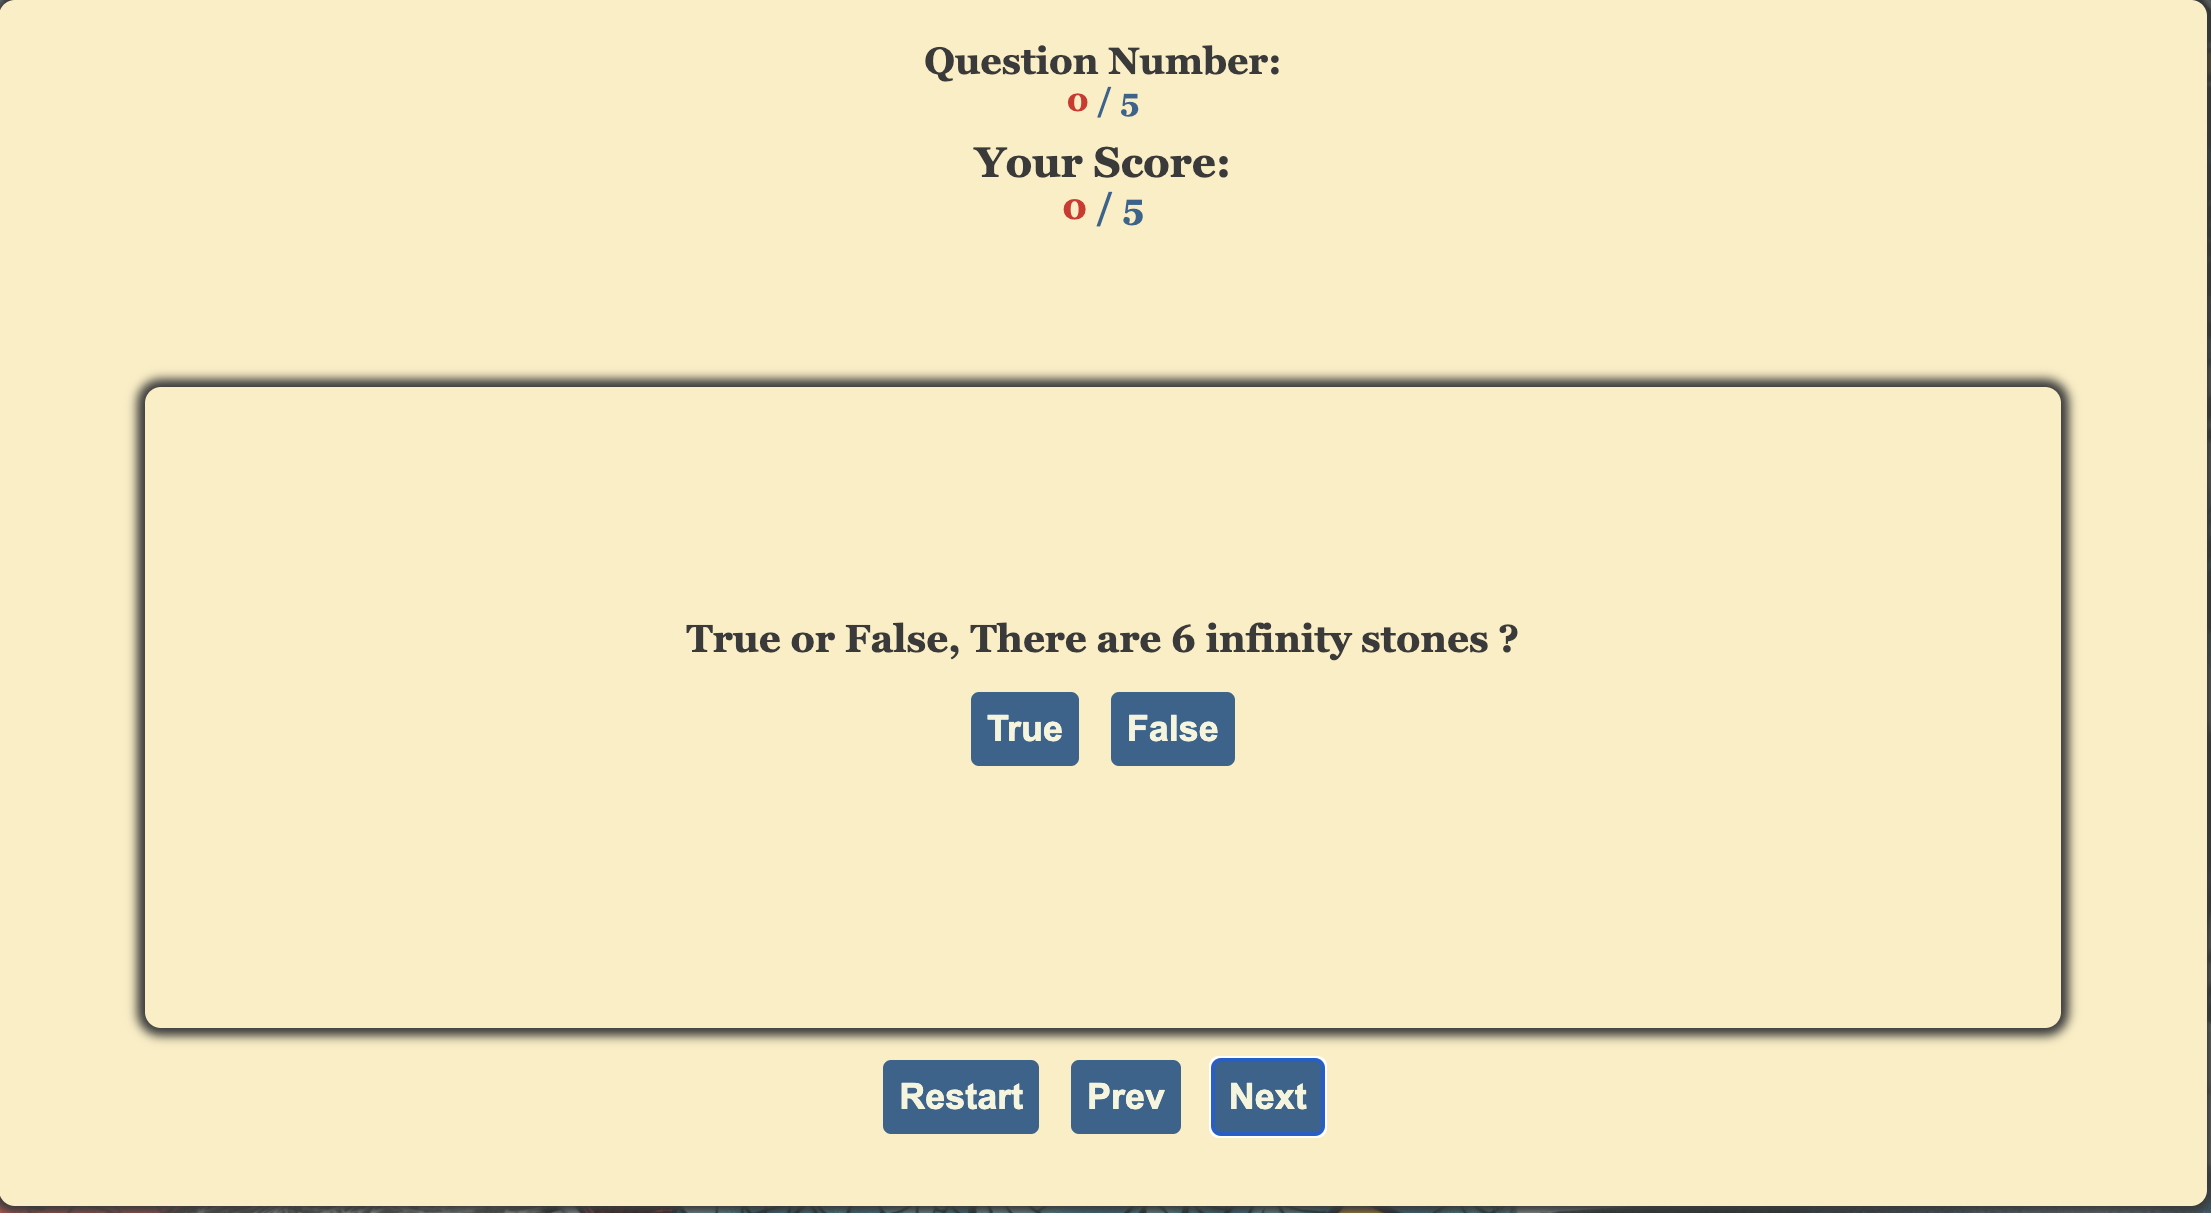 Question Number:
0 / 5
Your Score:
0 / 5
True or False, There are 6 infinity stones ?
True False
Restart Prev Next